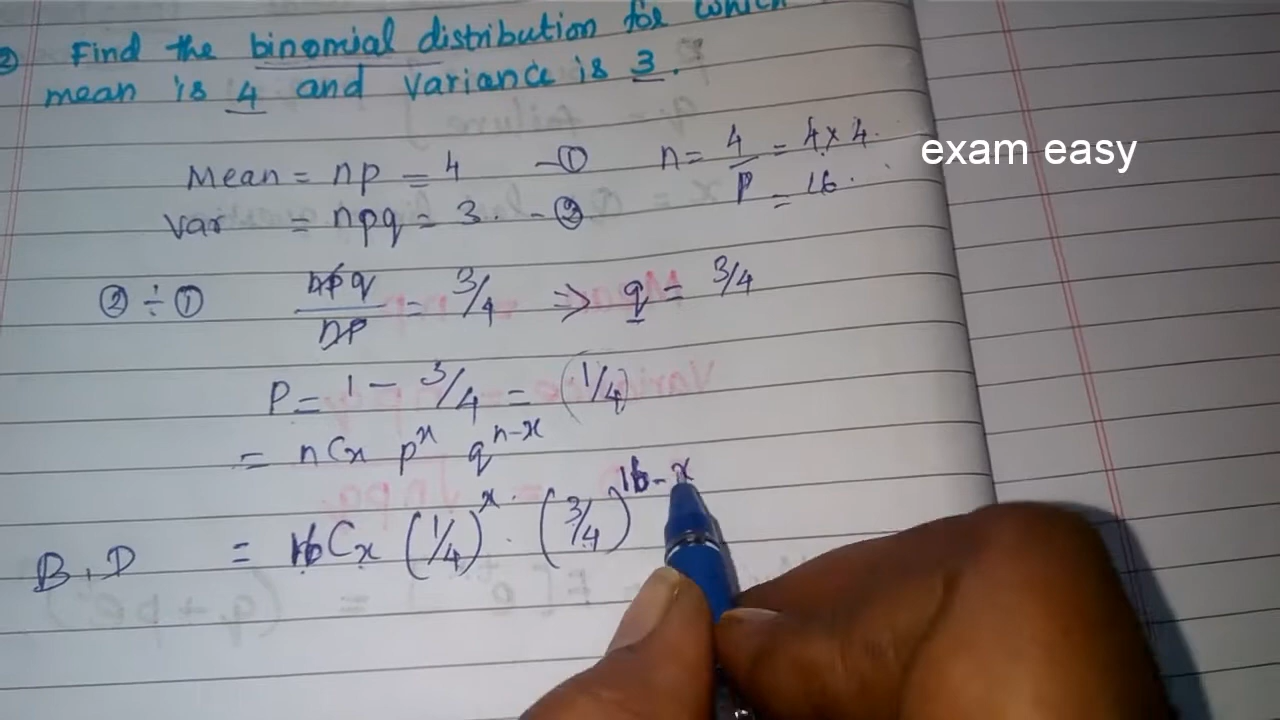 ② Find the binomial distribution for which
mean is 4 and variance is 3.
Mean = np = 4 - ①
n = 4/p = 4×4.
= 16.
exam easy
Var = npq = 3. - ②
② ÷ ① npq/np = 3/4 ⇒ q = 3/4
P = 1 - 3/4 = (1/4)
= nCx p^x q^(n-x)
B.D = 16Cx (1/4)^x . (3/4)^(16-x)